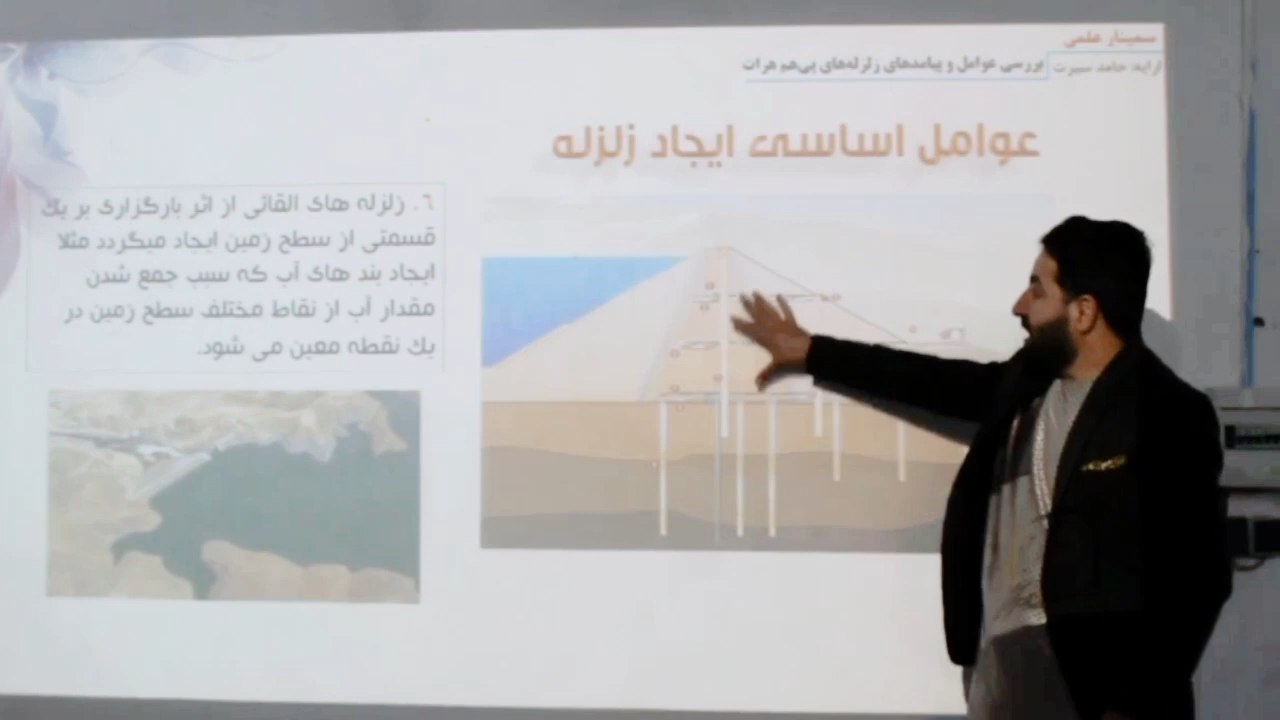 سمینار علمی
ارایه: حامد سیرت
بررسی عوامل و پیامدهای زلزله‌های پی‌هم هرات
عوامل اساسی ایجاد زلزله
٦. زلزله های القائی از اثر بارگزاری بر یک
قسمتی از سطح زمین ایجاد میگردد مثلا
ایجاد بند های آب که سبب جمع شدن
مقدار آب از نقاط مختلف سطح زمین در
یک نقطه معین می شود.